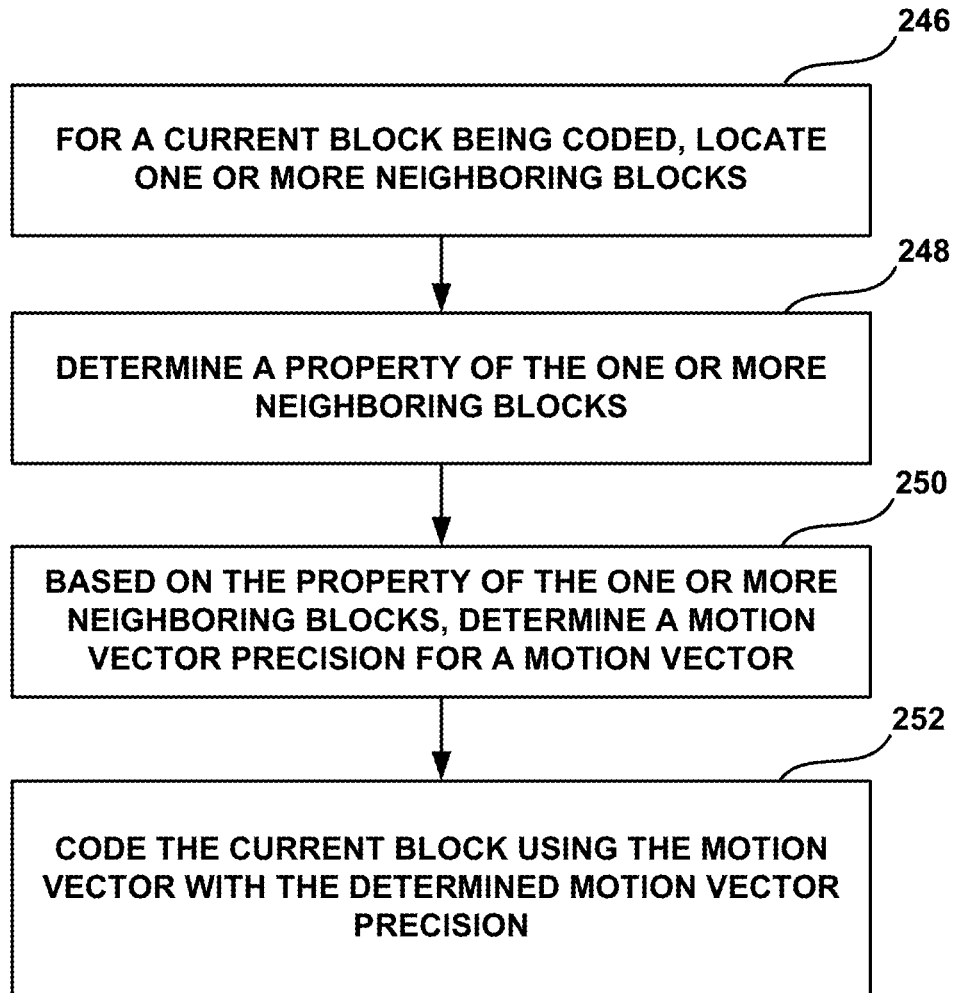 246
FOR A CURRENT BLOCK BEING CODED, LOCATE
ONE OR MORE NEIGHBORING BLOCKS
248
DETERMINE A PROPERTY OF THE ONE OR MORE
NEIGHBORING BLOCKS
250
BASED ON THE PROPERTY OF THE ONE OR MORE
NEIGHBORING BLOCKS, DETERMINE A MOTION
VECTOR PRECISION FOR A MOTION VECTOR
252
CODE THE CURRENT BLOCK USING THE MOTION
VECTOR WITH THE DETERMINED MOTION VECTOR
PRECISION